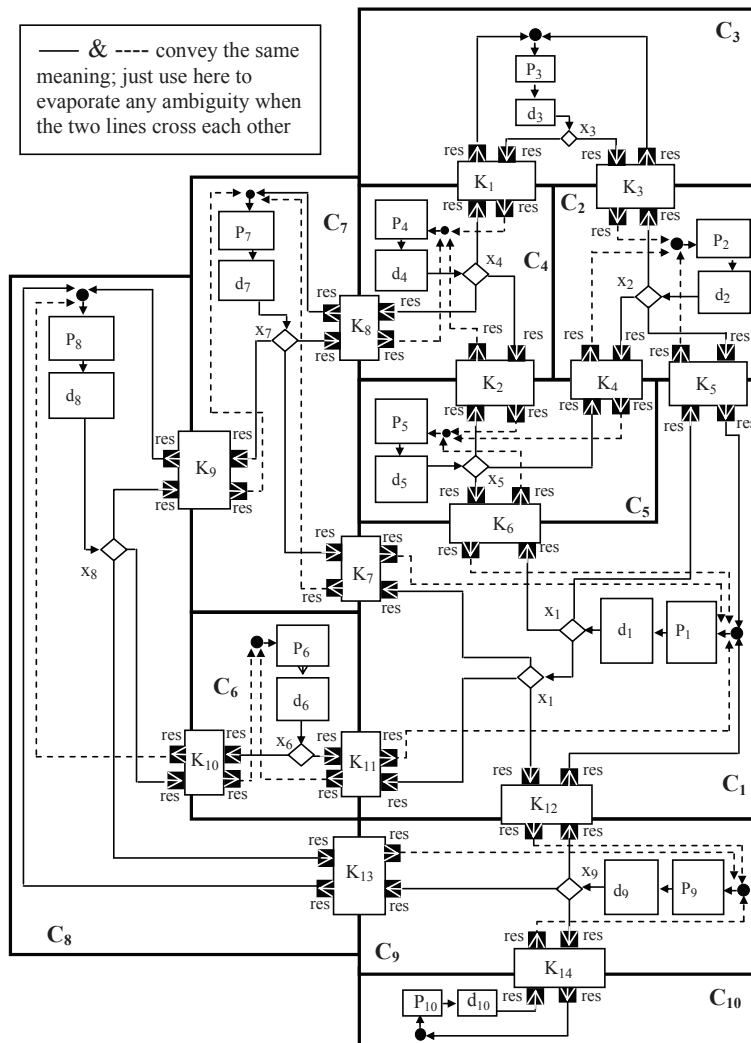 — & ---- convey the same
meaning; just use here to
evaporate any ambiguity when
the two lines cross each other
C3
P3
d3
x3
res res
res res
K1
K3
res res
res res
C7
C2
P7
d7
P4
d4
x4
C4
P2
d2
x2
res res
K8
res res
x7
C8
P8
d8
x8
res res
res res
K2
K4
K5
res res
res res
res res
P5
d5
x5
C5
res res
K9
res res
res res
K6
res res
res res
K7
res res
x1
d1
P1
x1
C6
P6
d6
x6
res res
K10
res res
res res
K11
res res
res res
K12
res res
C1
res res
K13
res res
x9
d9
P9
res res
K14
res res
C9
P10
d10
C10